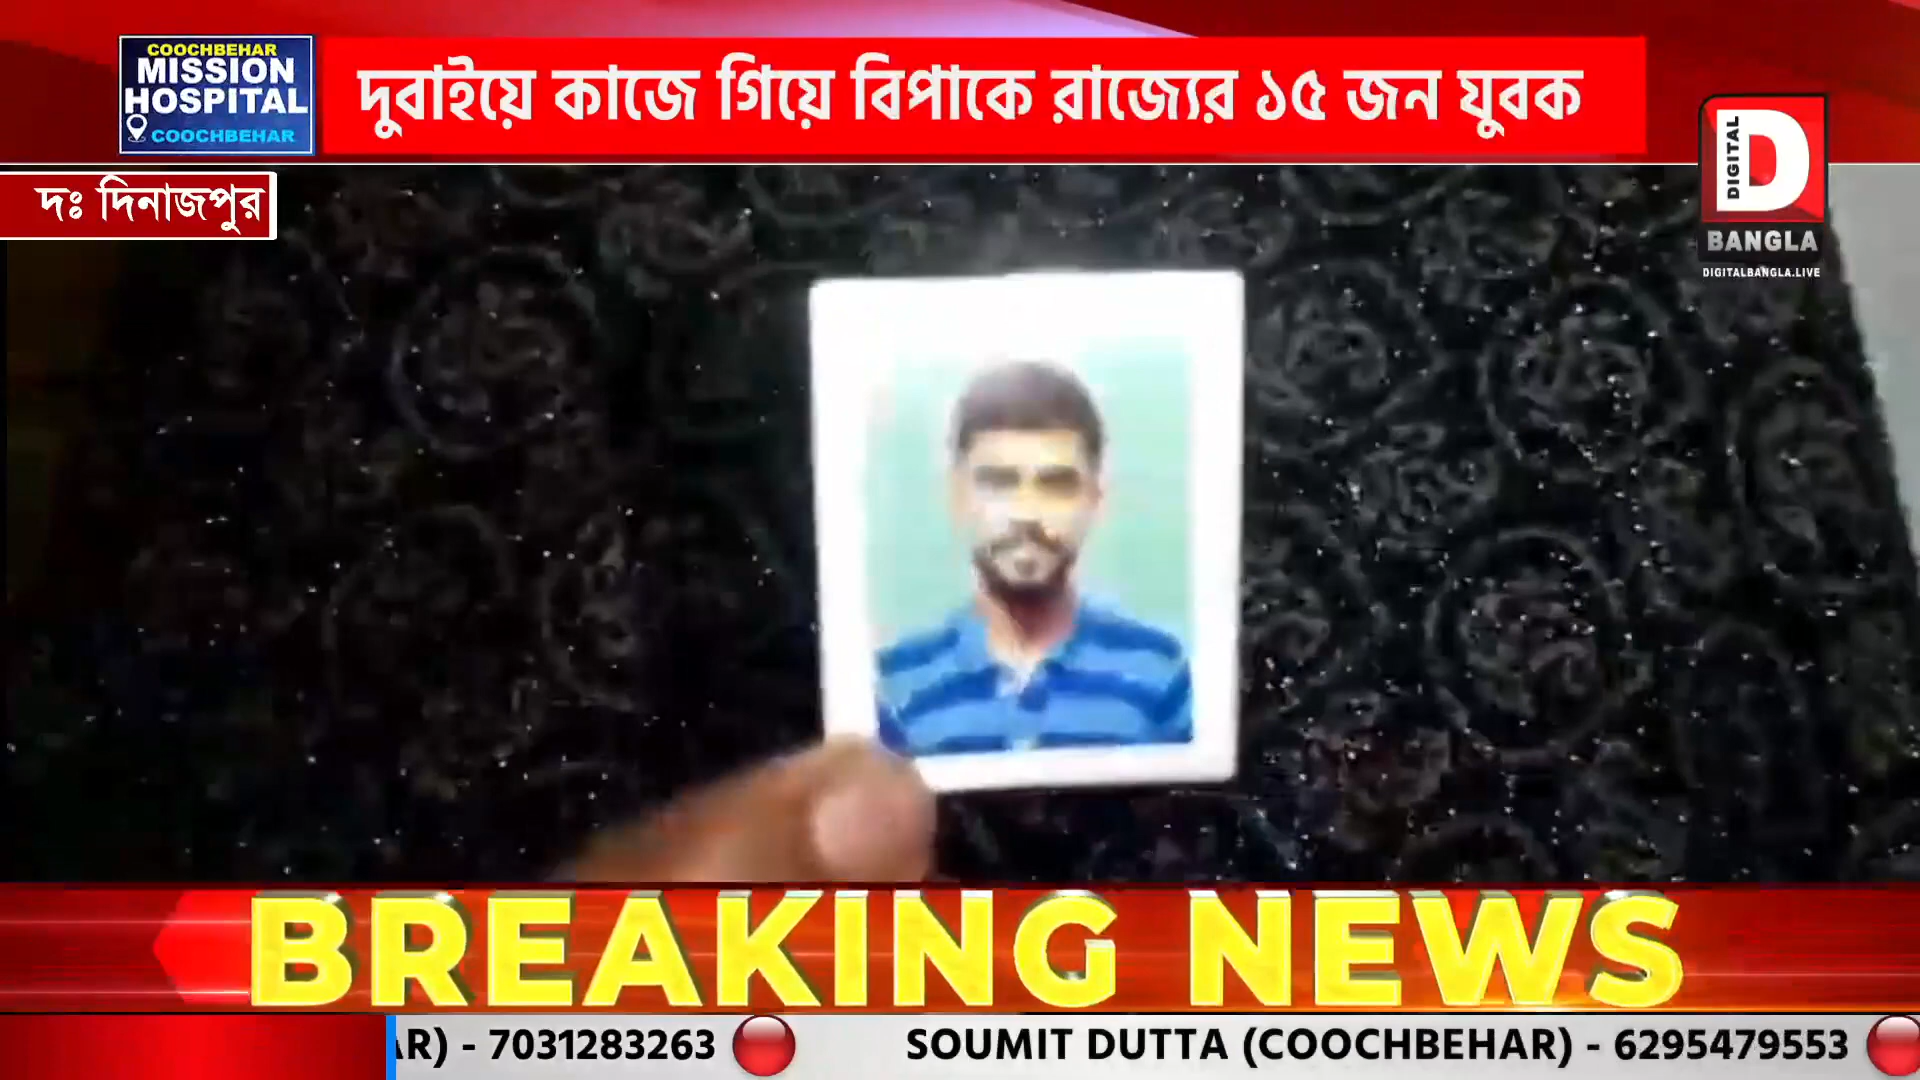 COOCHBEHAR
MISSION
HOSPITAL
COOCHBEHAR
দুবাইয়ে কাজে গিয়ে বিপাকে রাজ্যের ১৫ জন যুবক
DIGITAL
BANGLA
DIGITALBANGLA.LIVE
দঃ দিনাজপুর
BREAKING NEWS
AR) - 7031283263 SOUMIT DUTTA (COOCHBEHAR) - 6295479553